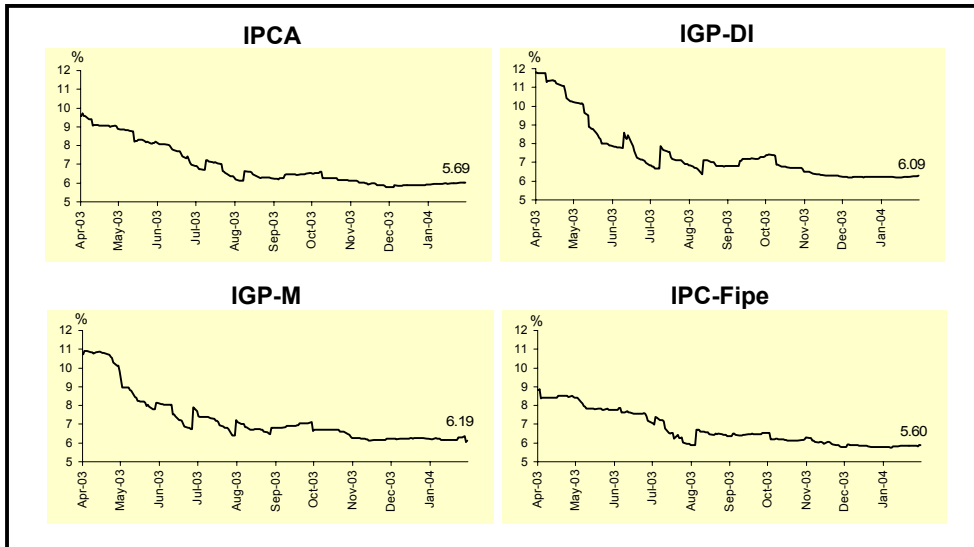 IPCA
%
12
11
10
9
8
7
6
5
5.69
Apr-03
May-03
Jun-03
Jul-03
Aug-03
Sep-03
Oct-03
Nov-03
Dec-03
Jan-04
IGP-DI
%
12
11
10
9
8
7
6
5
6.09
Apr-03
May-03
Jun-03
Jul-03
Aug-03
Sep-03
Oct-03
Nov-03
Dec-03
Jan-04
IGP-M
%
12
11
10
9
8
7
6
5
6.19
Apr-03
May-03
Jun-03
Jul-03
Aug-03
Sep-03
Oct-03
Nov-03
Dec-03
Jan-04
IPC-Fipe
%
12
11
10
9
8
7
6
5
5.60
Apr-03
May-03
Jun-03
Jul-03
Aug-03
Sep-03
Oct-03
Nov-03
Dec-03
Jan-04